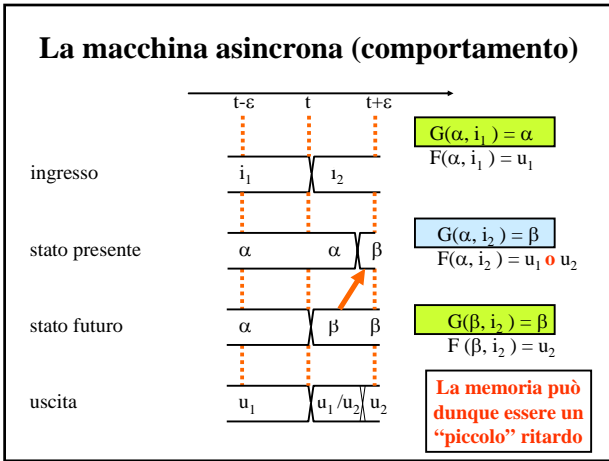 La macchina asincrona (comportamento)
t-ε t t+ε
G(α, i1 ) = α
F(α, i1 ) = u1
ingresso i1 i2
stato presente α α β
G(α, i2 ) = β
F(α, i2 ) = u1 o u2
stato futuro α β β
G(β, i2 ) = β
F (β, i2 ) = u2
uscita u1 u1 /u2 u2
La memoria può
dunque essere un
“piccolo” ritardo